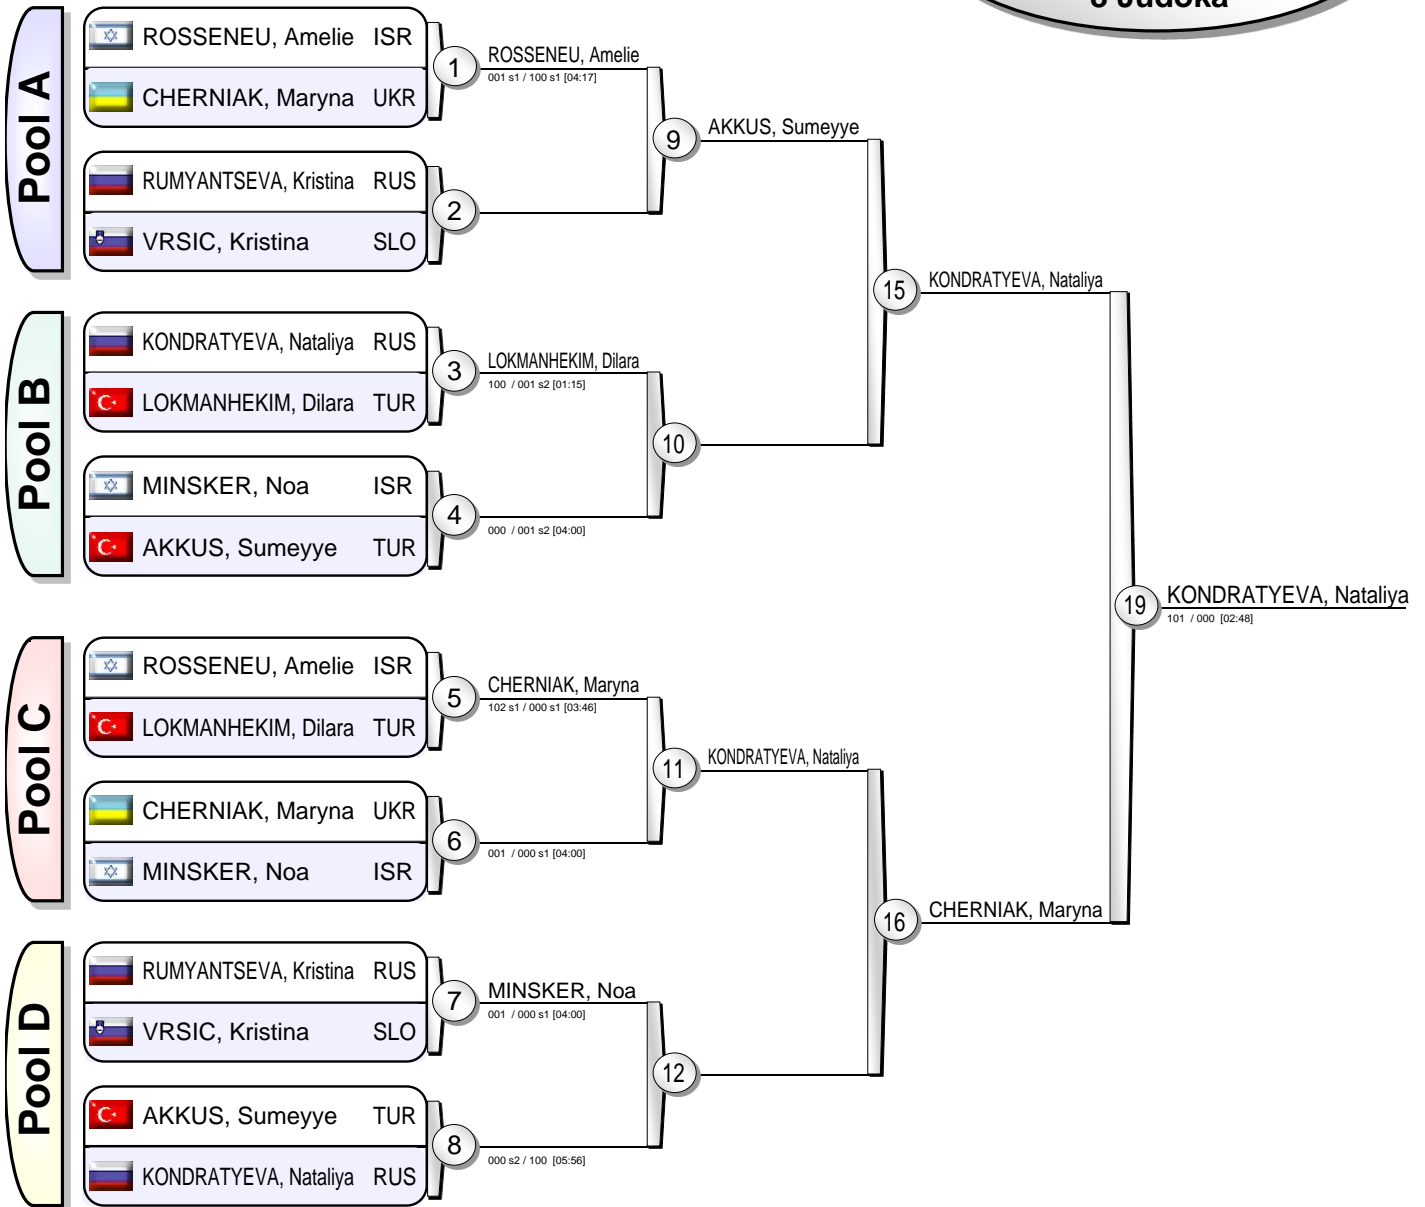 8 Judoka
Pool A
ROSSENEU, Amelie ISR
CHERNIAK, Maryna UKR
1
ROSSENEU, Amelie
001 s1 / 100 s1 [04:17]
RUMYANTSEVA, Kristina RUS
VRSIC, Kristina SLO
2
9
AKKUS, Sumeyye
Pool B
KONDRATYEVA, Nataliya RUS
LOKMANHEKIM, Dilara TUR
3
LOKMANHEKIM, Dilara
100 / 001 s2 [01:15]
MINSKER, Noa ISR
AKKUS, Sumeyye TUR
4
000 / 001 s2 [04:00]
10
15
KONDRATYEVA, Nataliya
Pool C
ROSSENEU, Amelie ISR
LOKMANHEKIM, Dilara TUR
5
CHERNIAK, Maryna
102 s1 / 000 s1 [03:46]
CHERNIAK, Maryna UKR
MINSKER, Noa ISR
6
001 / 000 s1 [04:00]
11
KONDRATYEVA, Nataliya
Pool D
RUMYANTSEVA, Kristina RUS
VRSIC, Kristina SLO
7
MINSKER, Noa
001 / 000 s1 [04:00]
AKKUS, Sumeyye TUR
KONDRATYEVA, Nataliya RUS
8
000 s2 / 100 [05:56]
12
16
CHERNIAK, Maryna
19
KONDRATYEVA, Nataliya
101 / 000 [02:48]